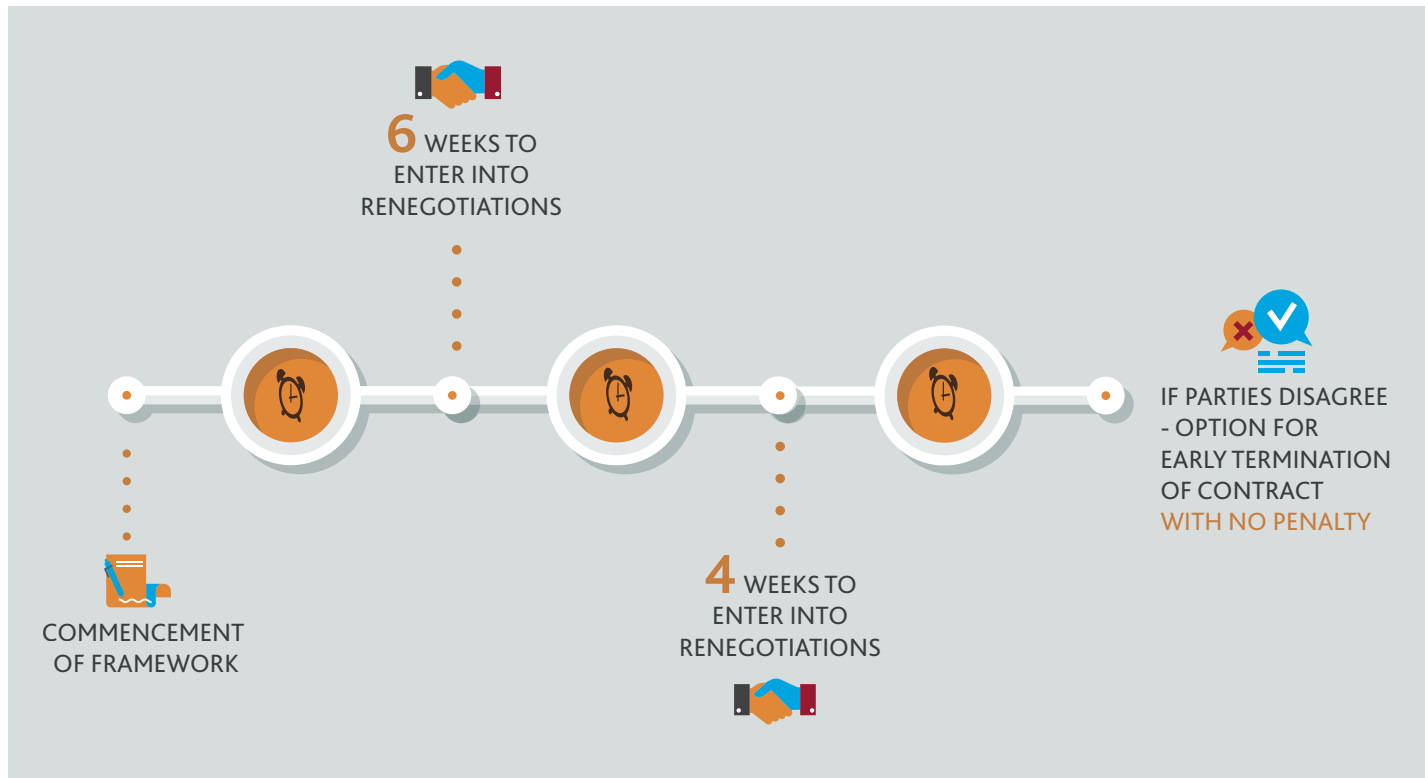 6 WEEKS TO
ENTER INTO
RENEGOTIATIONS
COMMENCEMENT
OF FRAMEWORK
4 WEEKS TO
ENTER INTO
RENEGOTIATIONS
IF PARTIES DISAGREE
- OPTION FOR
EARLY TERMINATION
OF CONTRACT
WITH NO PENALTY